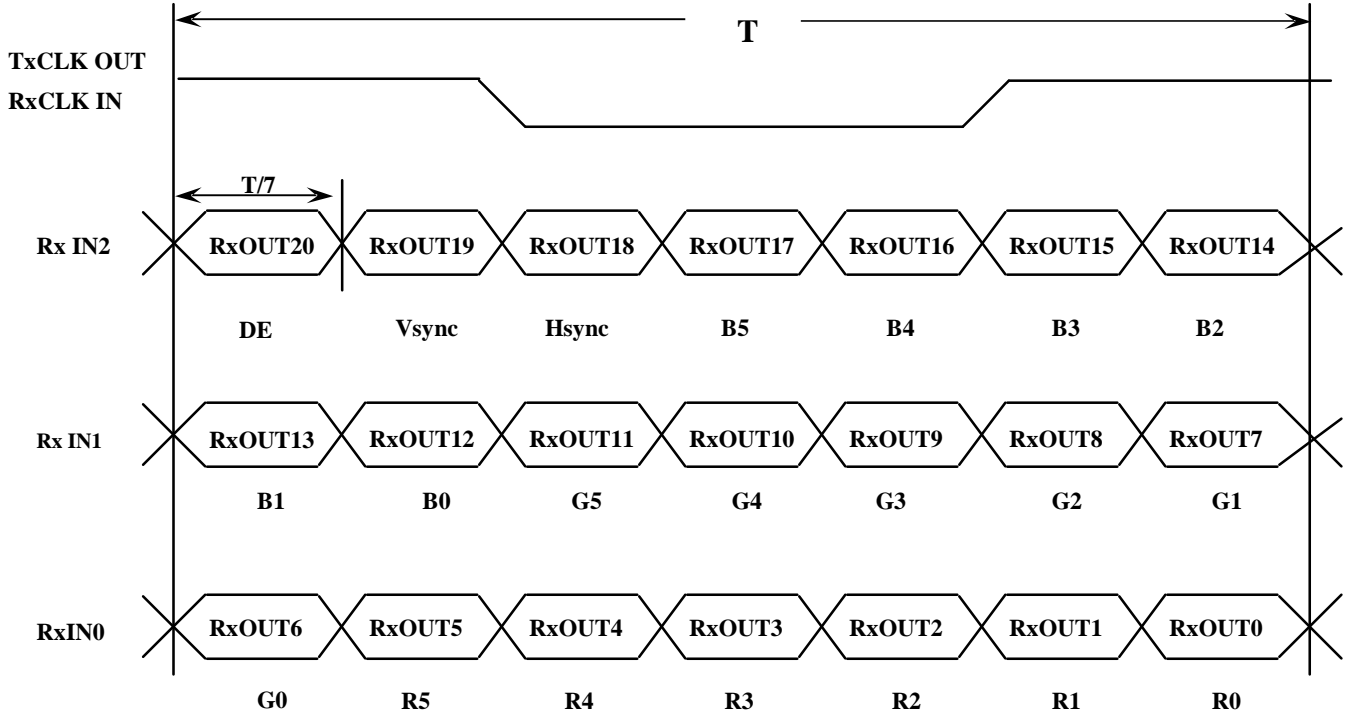 T
TxCLK OUT
RxCLK IN
T/7
Rx IN2 RxOUT20 RxOUT19 RxOUT18 RxOUT17 RxOUT16 RxOUT15 RxOUT14
DE Vsync Hsync B5 B4 B3 B2
Rx IN1 RxOUT13 RxOUT12 RxOUT11 RxOUT10 RxOUT9 RxOUT8 RxOUT7
B1 B0 G5 G4 G3 G2 G1
RxIN0 RxOUT6 RxOUT5 RxOUT4 RxOUT3 RxOUT2 RxOUT1 RxOUT0
G0 R5 R4 R3 R2 R1 R0